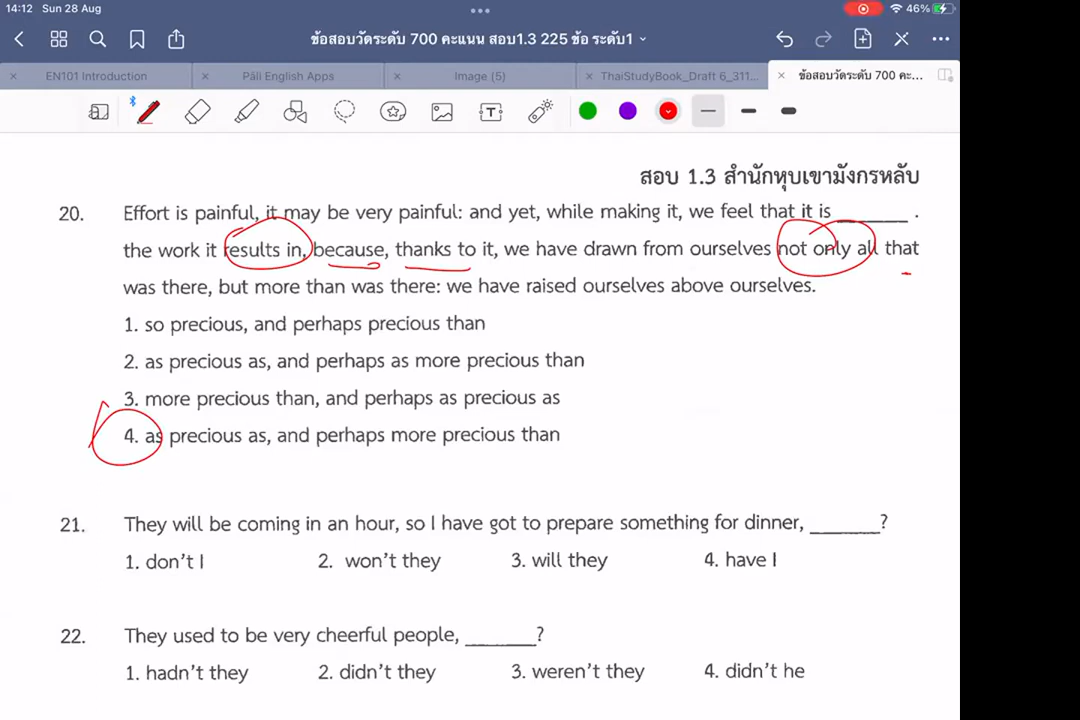 14:12 Sun 28 Aug
46%
ข้อสอบวัดระดับ 700 คะแนน สอบ1.3 225 ข้อ ระดับ1
EN101 Introduction
Pāli English Apps
Image (5)
ThaiStudyBook_Draft 6_311...
ข้อสอบวัดระดับ 700 คะ...
สอบ 1.3 สำนักหุบเขามังกรหลับ
20. Effort is painful, it may be very painful: and yet, while making it, we feel that it is ______ .
the work it results in, because, thanks to it, we have drawn from ourselves not only all that
was there, but more than was there: we have raised ourselves above ourselves.
1. so precious, and perhaps precious than
2. as precious as, and perhaps as more precious than
3. more precious than, and perhaps as precious as
4. as precious as, and perhaps more precious than
21. They will be coming in an hour, so I have got to prepare something for dinner, ______?
1. don't I 2. won't they 3. will they 4. have I
22. They used to be very cheerful people, ______?
1. hadn't they 2. didn't they 3. weren't they 4. didn't he